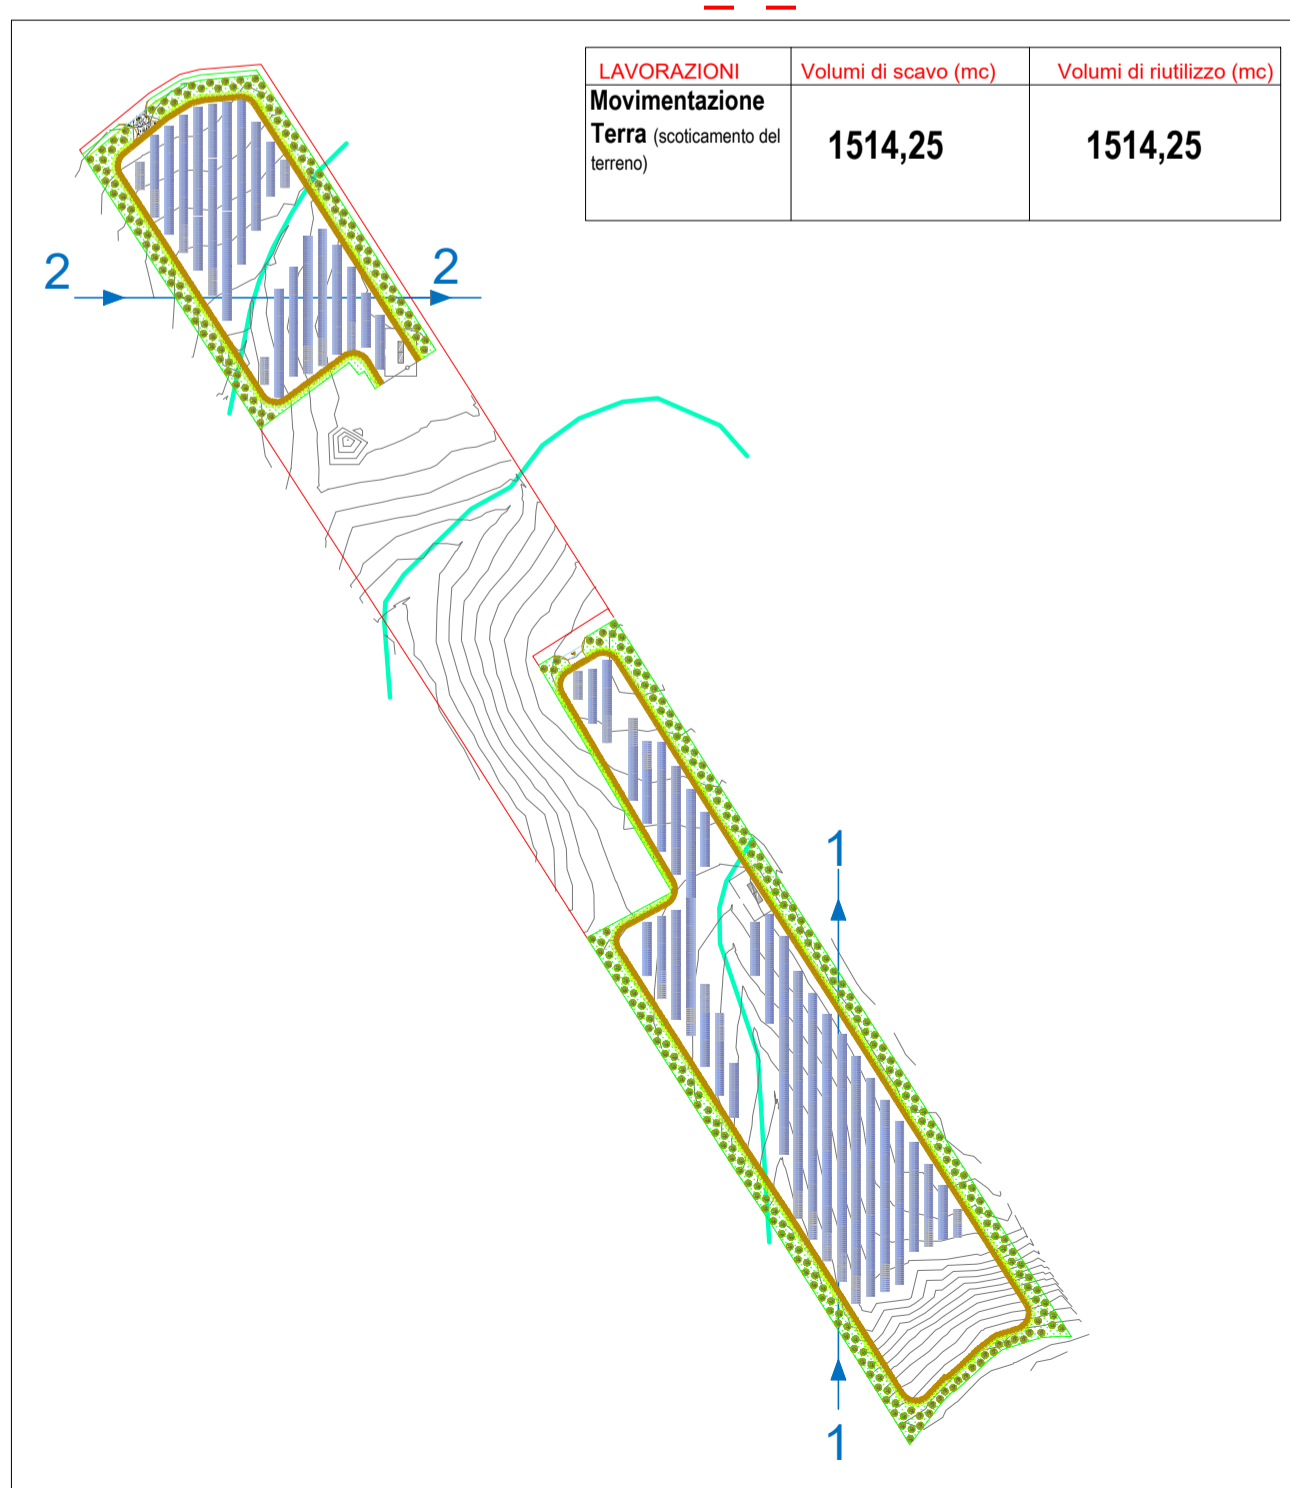 LAVORAZIONI Volumi di scavo (mc) Volumi di riutilizzo (mc)
Movimentazione
Terra (scoticamento del
terreno)
1514,25 1514,25
2 2
1
1